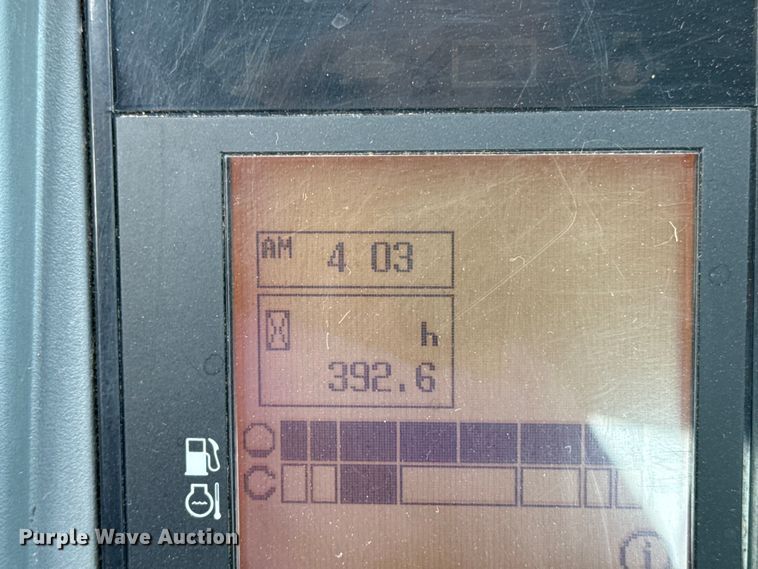 AM 4 03
h
392.6
Purple Wave Auction